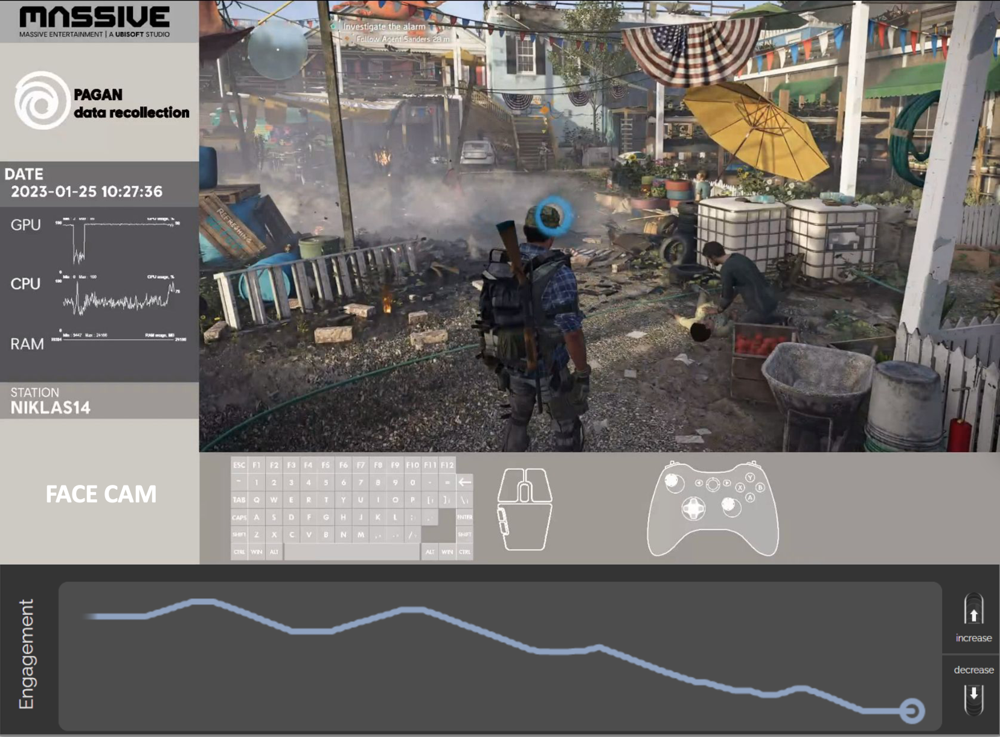 MASSIVE
MASSIVE ENTERTAINMENT | A UBISOFT STUDIO
PAGAN
data recollection
DATE
2023-01-25 10:27:36
GPU
GPU usage, %
100
98
CPU
0
Min : 0 Max : 100
CPU usage, %
100
78
RAM
0
Min : 9447 Max : 24166
RAM usage, MB
24166
STATION
NIKLAS14
FACE CAM
Investigate the alarm
Follow Agent Sanders 28 m
REFRESHING
ESC F1 F2 F3 F4 F5 F6 F7 F8 F9 F10 F11 F12
~ 1 2 3 4 5 6 7 8 9 0 - = ←
TAB Q W E R T Y U I O P [ ] \
CAPS A S D F G H J K L ; ENTER
SHIFT Z X C V B N M , . / SHIFT
CTRL WIN ALT ALT WIN CTRL
Y
X B
A
Engagement
increase
decrease